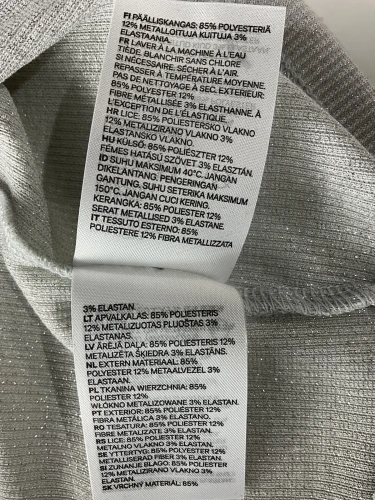 FI PÄÄLLISKANGAS: 85% POLYESTERIÄ
12% METALLOITUJA KUITUJA 3%
ELASTAANIA.
FR LAVER À LA MACHINE À L'EAU
TIÈDE. BLANCHIR SANS CHLORE
SI NÉCESSAIRE. SÉCHER À L'AIR.
REPASSER À TEMPÉRATURE MOYENNE.
PAS DE NETTOYAGE À SEC. EXTERIEUR:
85% POLYESTER 12%
FIBRE MÉTALLISÉE 3% ELASTHANNE. À
L'EXCEPTION DE L'ÉLASTIQUE.
HR LICE: 85% POLIESTERSKO VLAKNO
12% METALIZIRANO VLAKNO 3%
ELASTANSKO VLAKNO.
HU KÜLSŐ: 85% POLIÉSZTER 12%
FÉMES HATÁSÚ SZÖVET 3% ELASZTÁN
ID SUHU MAKSIMUM 40°C. JANGAN
DIKELANTANG. PENGERINGAN
GANTUNG. SUHU SETERIKA MAKSIMUM
150°C. JANGAN CUCI KERING.
KERANGKA: 85% POLIESTER 12%
SERAT METALLISED 3% ELASTANE.
IT TESSUTO ESTERNO: 85%
POLIESTERE 12% FIBRA METALLIZZATA
3% ELASTAN.
LT APVALKALAS: 85% POLIESTERIS
12% METALIZUOTAS PLUOŠTAS 3%
ELASTANAS.
LV ĀRĒJĀ DAĻA: 85% POLIESTERIS 12%
METALIZĒTA ŠĶIEDRA 3% ELASTĀNS.
NL EXTERN MATERIAAL: 85%
POLYESTER 12% METAALVEZEL 3%
ELASTAAN.
PL TKANINA WIERZCHNIA: 85%
POLIESTER 12%
WŁÓKNO METALIZOWANE 3% ELASTAN.
PT EXTERIOR: 85% POLIÉSTER 12%
FIBRA METÁLICA 3% ELASTANO.
RO TESATURA: 85% POLIESTER 12%
FIBRE METALIZATE 3% ELASTAN.
RS LICE: 85% POLIESTER 12%
METALIZIRANO VLAKNO 3% ELASTIN.
SE YTTERTYG: 85% POLYESTER 12%
METALLISERAD FIBER 3% ELASTAN.
SI ZUNANJE BLAGO: 85% POLIESTER
12% METALIZIRANO VLAKNO 3%
ELASTAN.
SK VRCHNÝ MATERIÁL: 85%